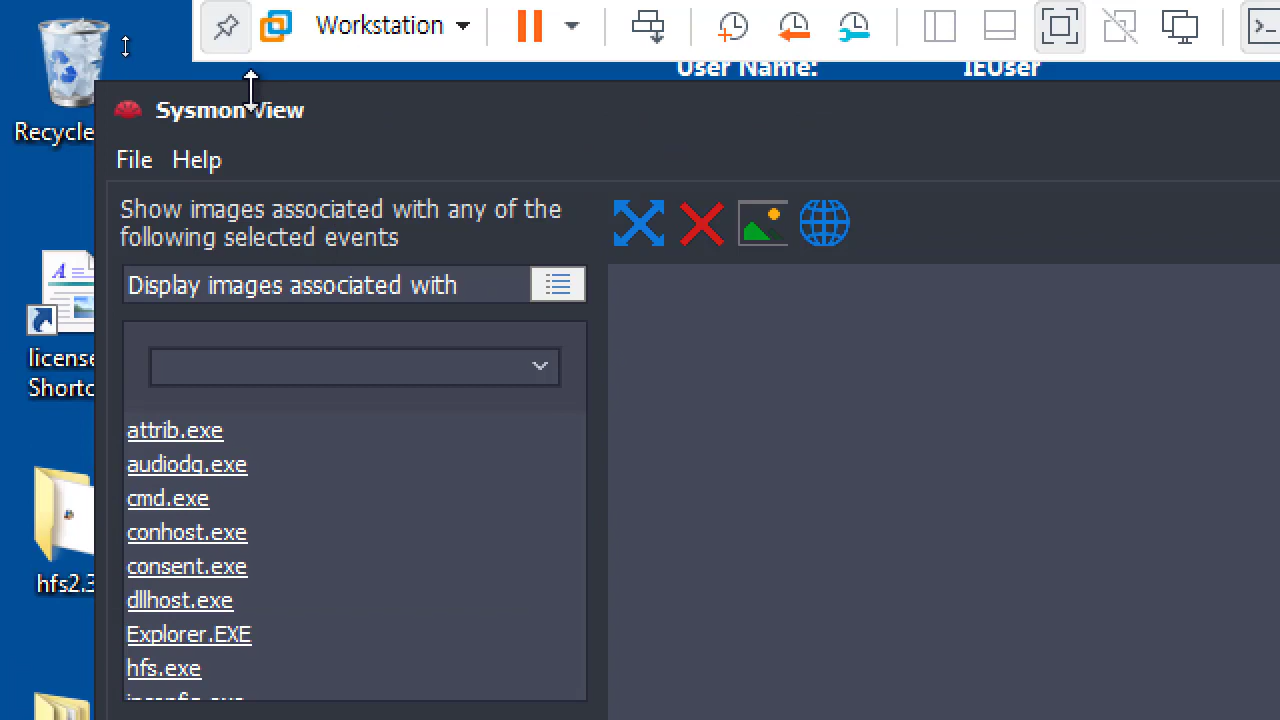 Workstation
User Name: IEUser
Recycle
Sysmon View
File Help
Show images associated with any of the
following selected events
Display images associated with
license
Shortc
attrib.exe
audiodg.exe
cmd.exe
conhost.exe
consent.exe
dllhost.exe
Explorer.EXE
hfs.exe
hfs2.3
ipconfig.exe